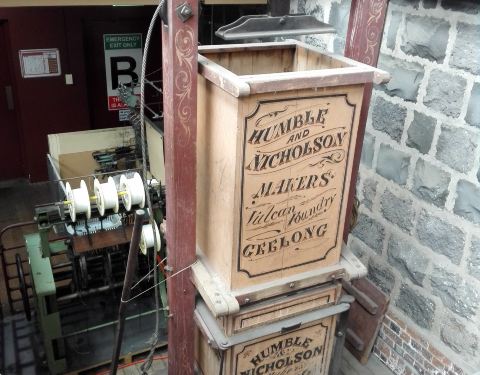 EMERGENCY
EXIT ONLY
B
HUMBLE
AND
NICHOLSON
MAKERS
Vulcan Foundry
GEELONG
HUMBLE
NICHOLSON